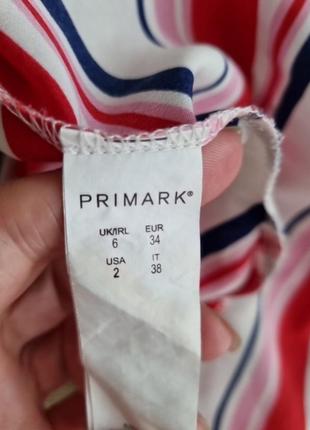 PRIMARK®
UK/IRL EUR
6 34
USA IT
2 38